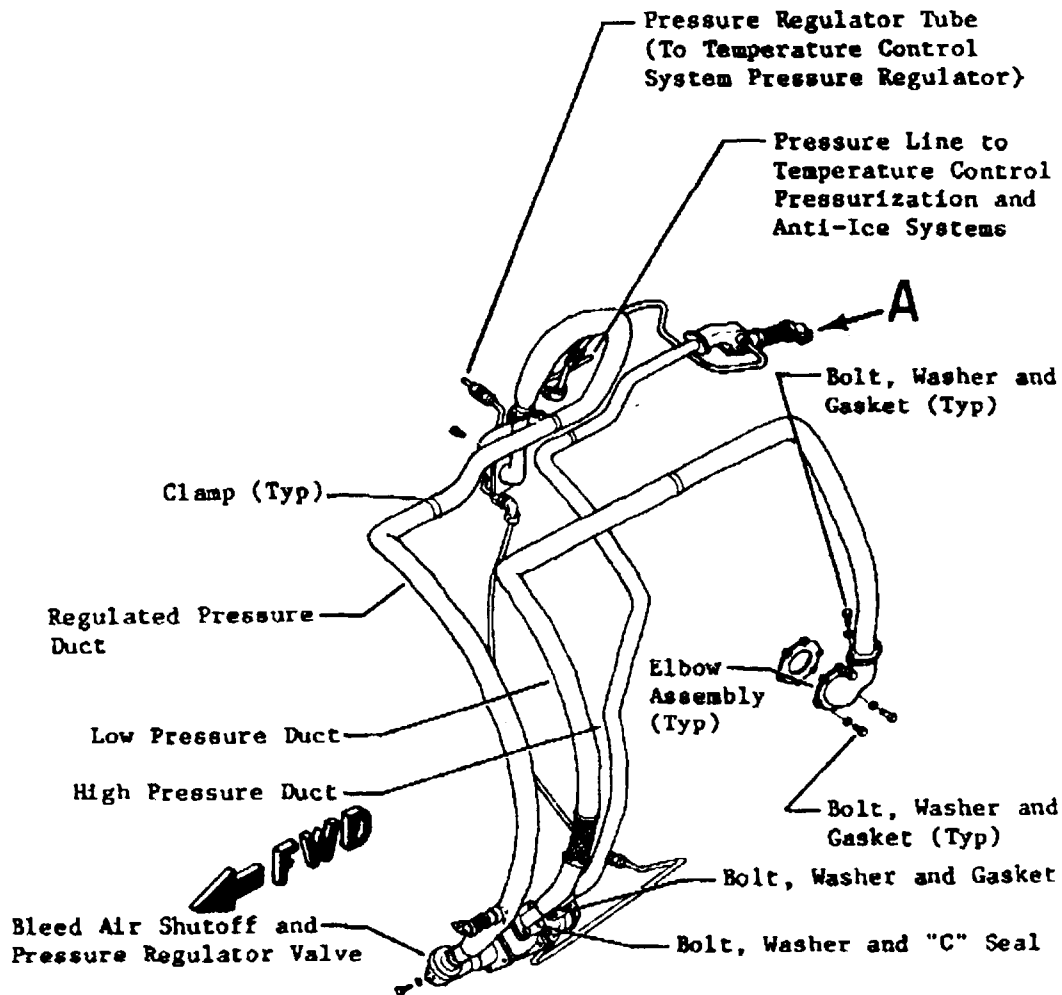 Pressure Regulator Tube
(To Temperature Control
System Pressure Regulator)
Pressure Line to
Temperature Control
Pressurization and
Anti-Ice Systems
A
Bolt, Washer and
Gasket (Typ)
Clamp (Typ)
Regulated Pressure
Duct
Elbow
Assembly
(Typ)
Low Pressure Duct
High Pressure Duct
Bolt, Washer and
Gasket (Typ)
FWD
Bolt, Washer and Gasket
Bleed Air Shutoff and
Pressure Regulator Valve
Bolt, Washer and "C" Seal